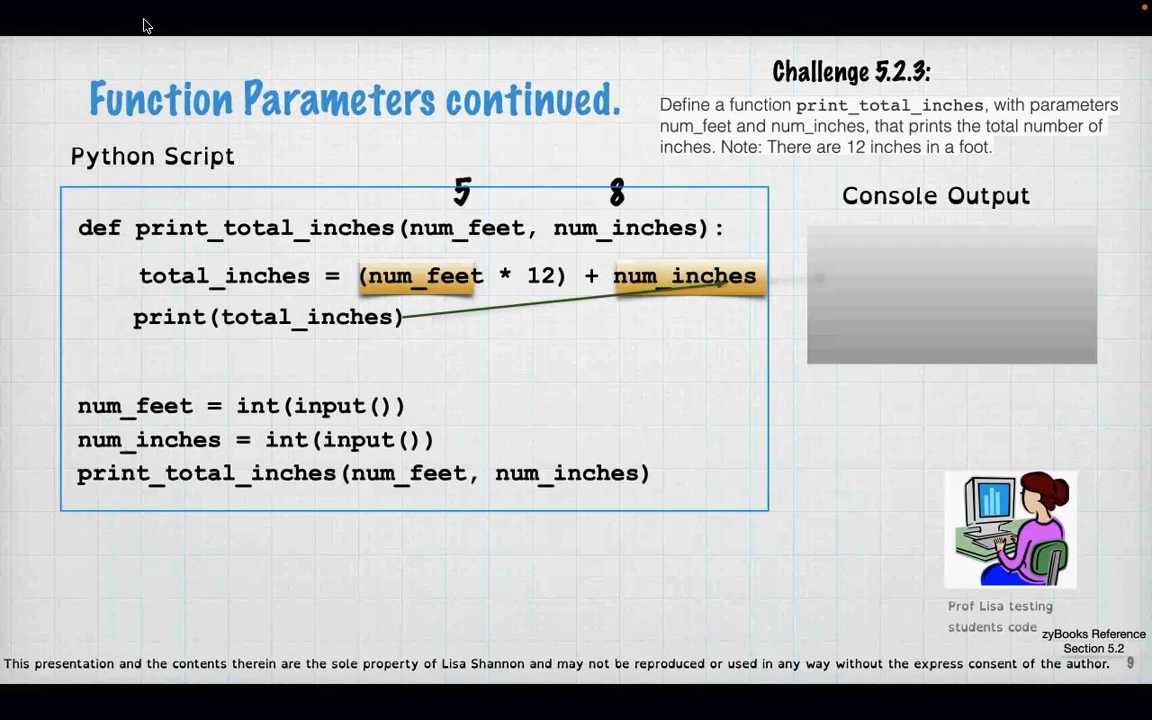 Challenge 5.2.3:
Function Parameters continued.
Define a function print_total_inches, with parameters
num_feet and num_inches, that prints the total number of
inches. Note: There are 12 inches in a foot.
Python Script
5 8
Console Output
def print_total_inches(num_feet, num_inches):
total_inches = (num_feet * 12) + num_inches
print(total_inches)
num_feet = int(input())
num_inches = int(input())
print_total_inches(num_feet, num_inches)
Prof Lisa testing
students code
zyBooks Reference
Section 5.2
This presentation and the contents therein are the sole property of Lisa Shannon and may not be reproduced or used in any way without the express consent of the author. 9